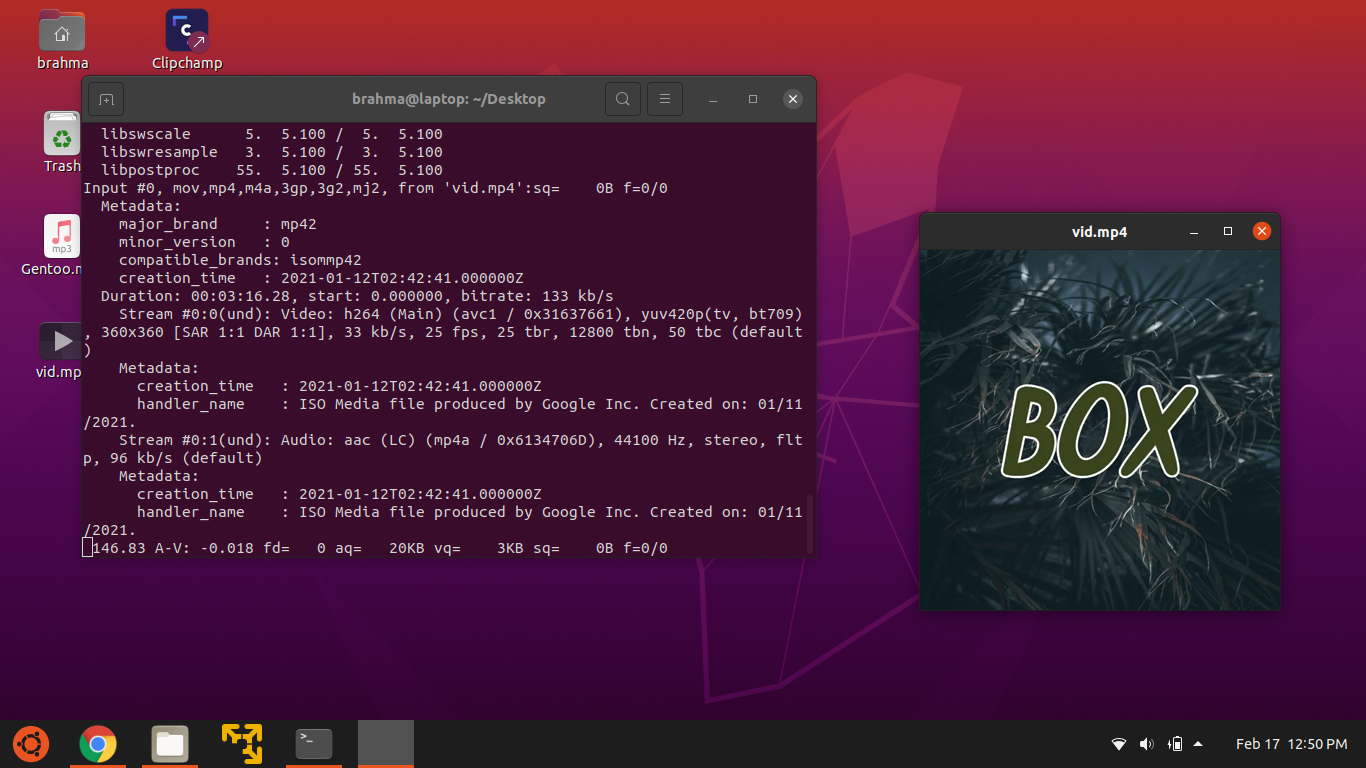 brahma
Clipchamp
Trash
mp3
Gentoo.m
vid.mp
brahma@laptop: ~/Desktop
libswscale      5.  5.100 /  5.  5.100
libswresample   3.  5.100 /  3.  5.100
libpostproc    55.  5.100 / 55.  5.100
Input #0, mov,mp4,m4a,3gp,3g2,mj2, from 'vid.mp4':sq=    0B f=0/0
Metadata:
major_brand     : mp42
minor_version   : 0
compatible_brands: isommp42
creation_time   : 2021-01-12T02:42:41.000000Z
Duration: 00:03:16.28, start: 0.000000, bitrate: 133 kb/s
Stream #0:0(und): Video: h264 (Main) (avc1 / 0x31637661), yuv420p(tv, bt709)
, 360x360 [SAR 1:1 DAR 1:1], 33 kb/s, 25 fps, 25 tbr, 12800 tbn, 50 tbc (default
)
Metadata:
creation_time   : 2021-01-12T02:42:41.000000Z
handler_name    : ISO Media file produced by Google Inc. Created on: 01/11
/2021.
Stream #0:1(und): Audio: aac (LC) (mp4a / 0x6134706D), 44100 Hz, stereo, flt
p, 96 kb/s (default)
Metadata:
creation_time   : 2021-01-12T02:42:41.000000Z
handler_name    : ISO Media file produced by Google Inc. Created on: 01/11
/2021.
146.83 A-V: -0.018 fd=   0 aq=   20KB vq=    3KB sq=    0B f=0/0
vid.mp4
BOX
Feb 17  12:50 PM